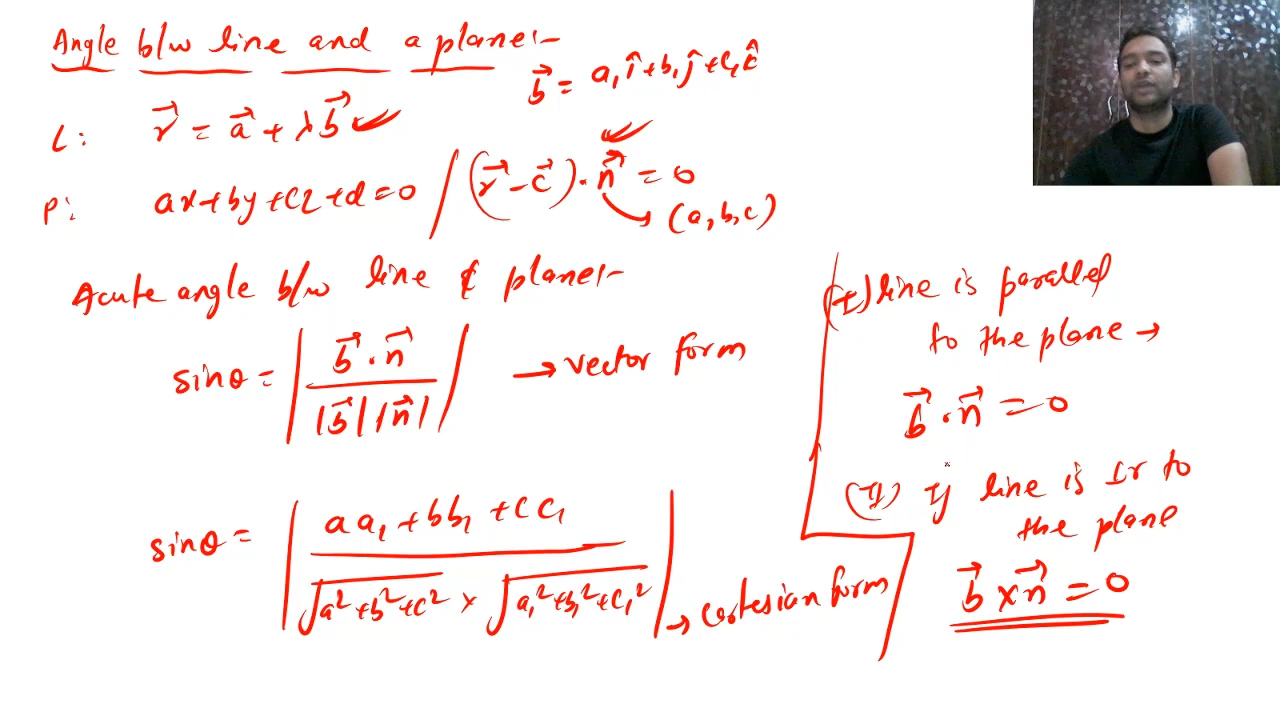 Angle b/w line and a plane:-
b⃗ = a₁î + b₁ĵ + c₁ĉ
L: r⃗ = a⃗ + λb⃗
P: ax+by+cz+d=0 / (r⃗ - c⃗) · n⃗ = 0
(a, b, c)
Acute angle b/w line & plane:-
sinθ = | b⃗ · n⃗ / |b⃗| |n⃗| | → vector form
sinθ = | aa₁ + bb₁ + cc₁ / √a²+b²+c² × √a₁²+b₁²+c₁² | → cartesian form
(I) line is parallel
to the plane →
b⃗ · n⃗ = 0
(II) If line is ⊥r to
the plane
b⃗ × n⃗ = 0